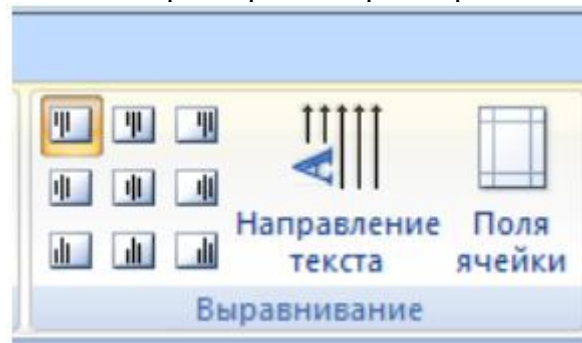 Направление
текста
Поля
ячейки
Выравнивание